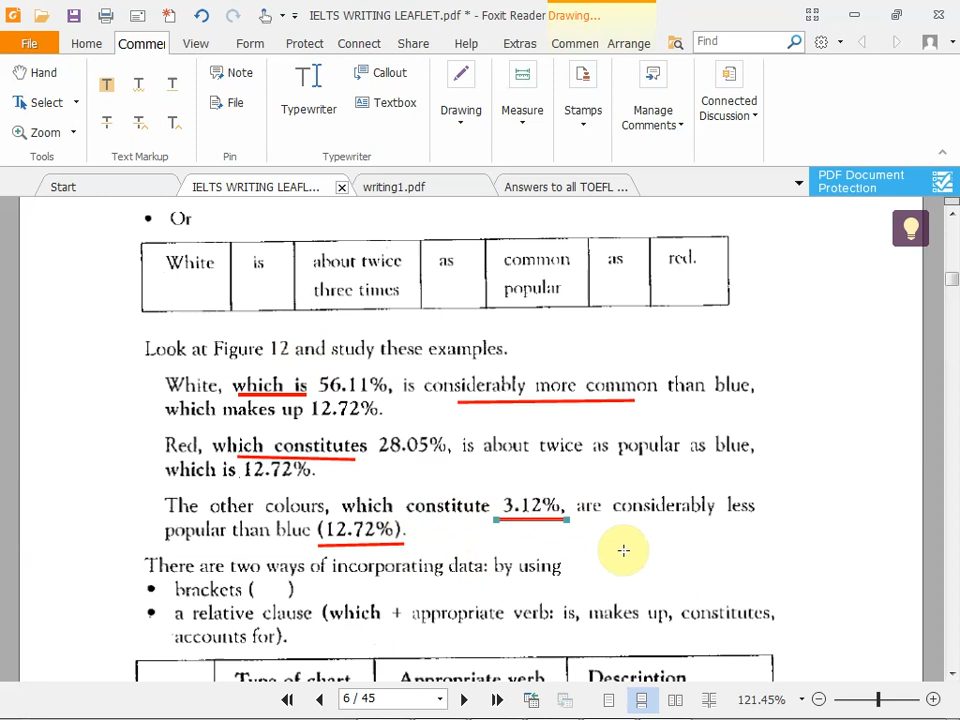 IELTS WRITING LEAFLET.pdf * - Foxit Reader Drawing...
File Home Commer View Form Protect Connect Share Help Extras Commen Arrange Find
Hand Select Zoom
Tools
T T T T T T
Text Markup
Note File
Pin
Typewriter Callout Textbox
Typewriter
Drawing
Measure
Stamps
Manage
Comments
Connected
Discussion
Start IELTS WRITING LEAFL... writing1.pdf Answers to all TOEFL ... PDF Document
Protection
• Or
White is about twice as common as red.
three times popular
Look at Figure 12 and study these examples.
White, which is 56.11%, is considerably more common than blue,
which makes up 12.72%.
Red, which constitutes 28.05%, is about twice as popular as blue,
which is 12.72%.
The other colours, which constitute 3.12%, are considerably less
popular than blue (12.72%).
There are two ways of incorporating data: by using
• brackets ( )
• a relative clause (which + appropriate verb: is, makes up, constitutes,
accounts for).
Type of chart Appropriate verb Description
6 / 45 121.45%